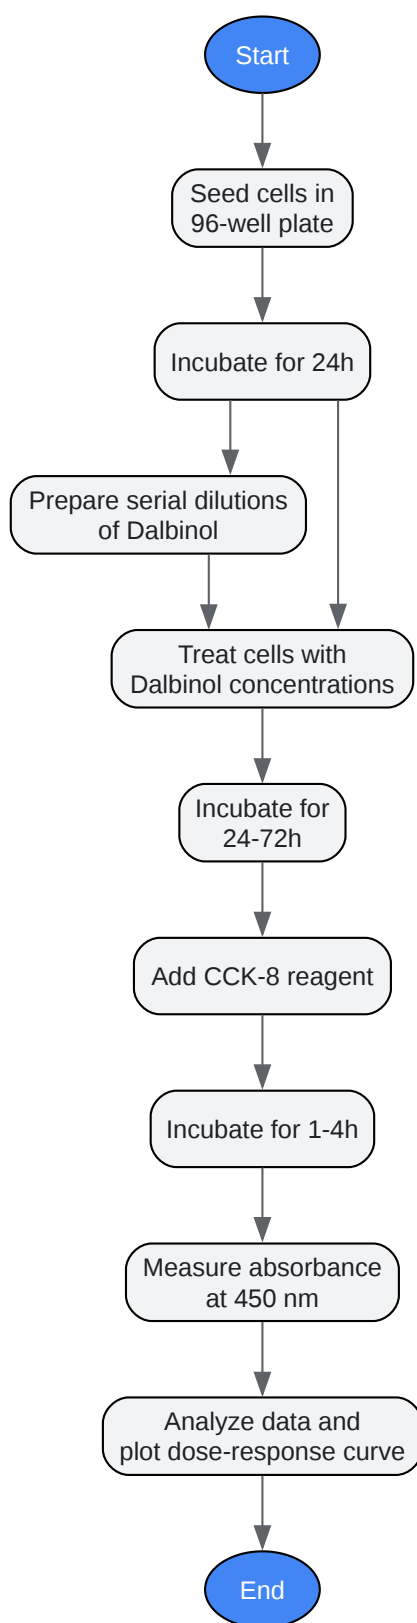 Start
Seed cells in
96-well plate
Incubate for 24h
Prepare serial dilutions
of Dalbinol
Treat cells with
Dalbinol concentrations
Incubate for
24-72h
Add CCK-8 reagent
Incubate for 1-4h
Measure absorbance
at 450 nm
Analyze data and
plot dose-response curve
End